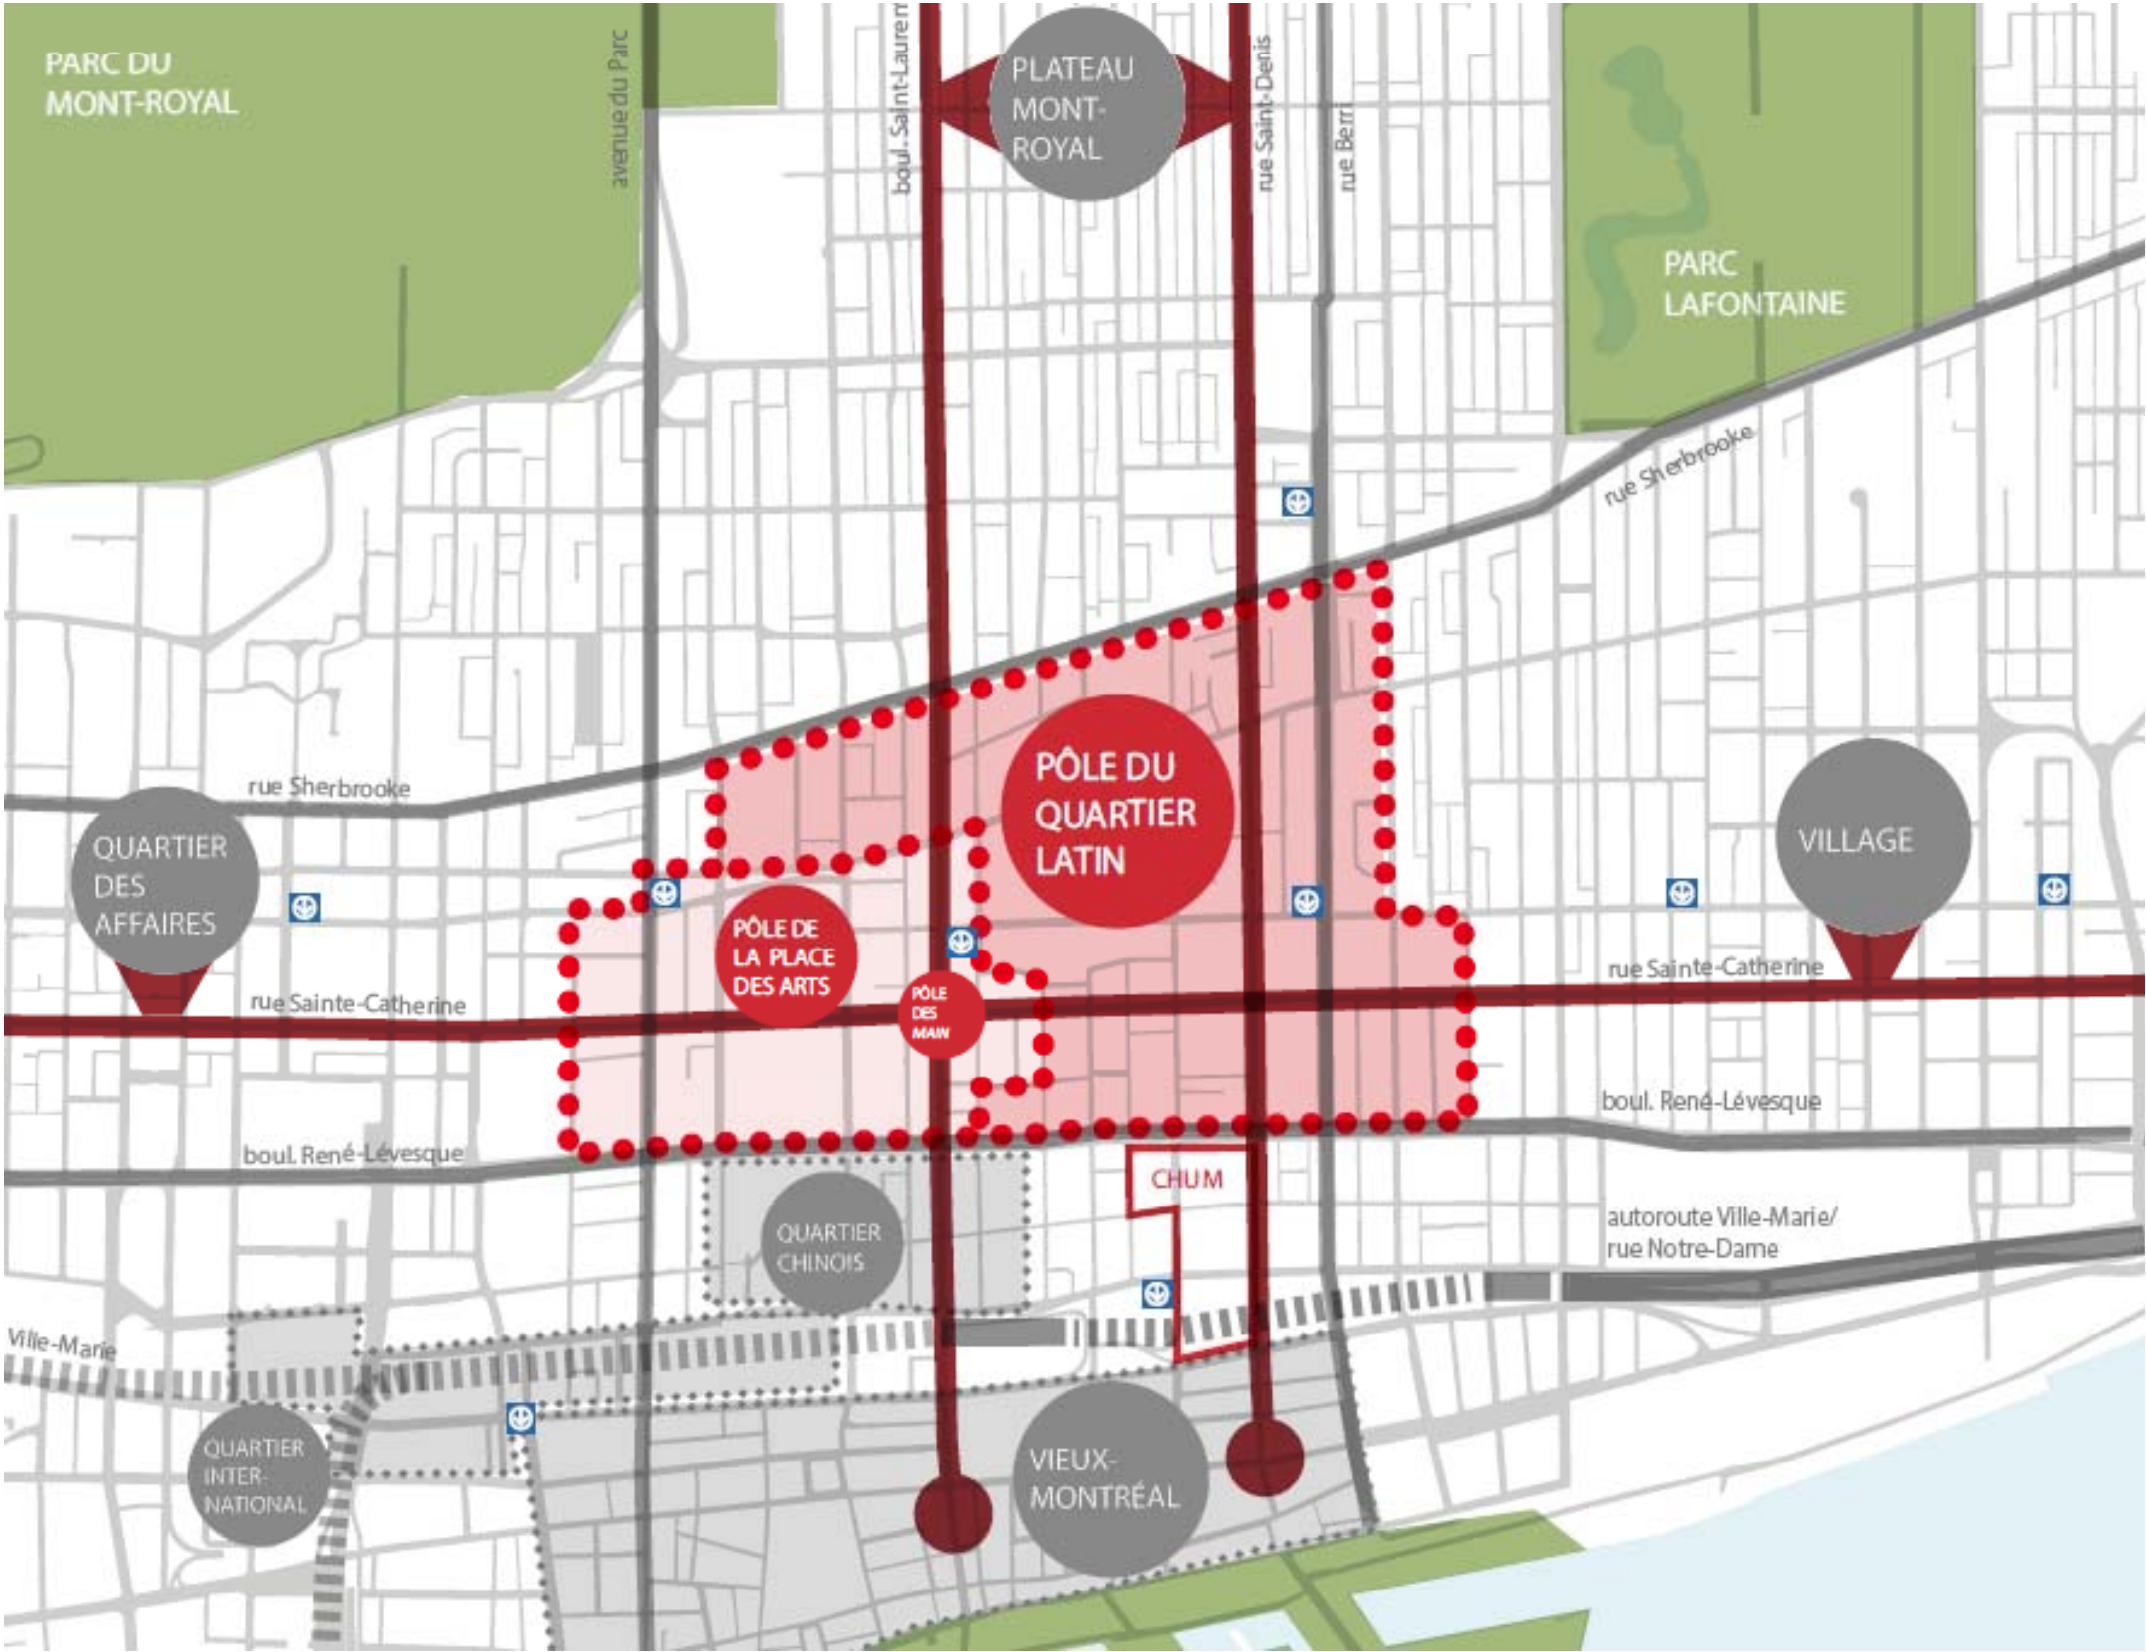 PARC DU
MONT-ROYAL
avenue du Parc
boul. Saint-Lauren
PLATEAU
MONT-
ROYAL
rue Saint-Denis
rue Berri
PARC
LAFONTAINE
rue Sherbrooke
rue Sherbrooke
QUARTIER
DES
AFFAIRES
PÔLE DU
QUARTIER
LATIN
VILLAGE
PÔLE DE
LA PLACE
DES ARTS
PÔLE
DES
MAIN
rue Sainte-Catherine
rue Sainte-Catherine
boul. René-Lévesque
boul. René-Lévesque
CHUM
QUARTIER
CHINOIS
autoroute Ville-Marie/
rue Notre-Dame
Ville-Marie
QUARTIER
INTER-
NATIONAL
VIEUX-
MONTRÉAL